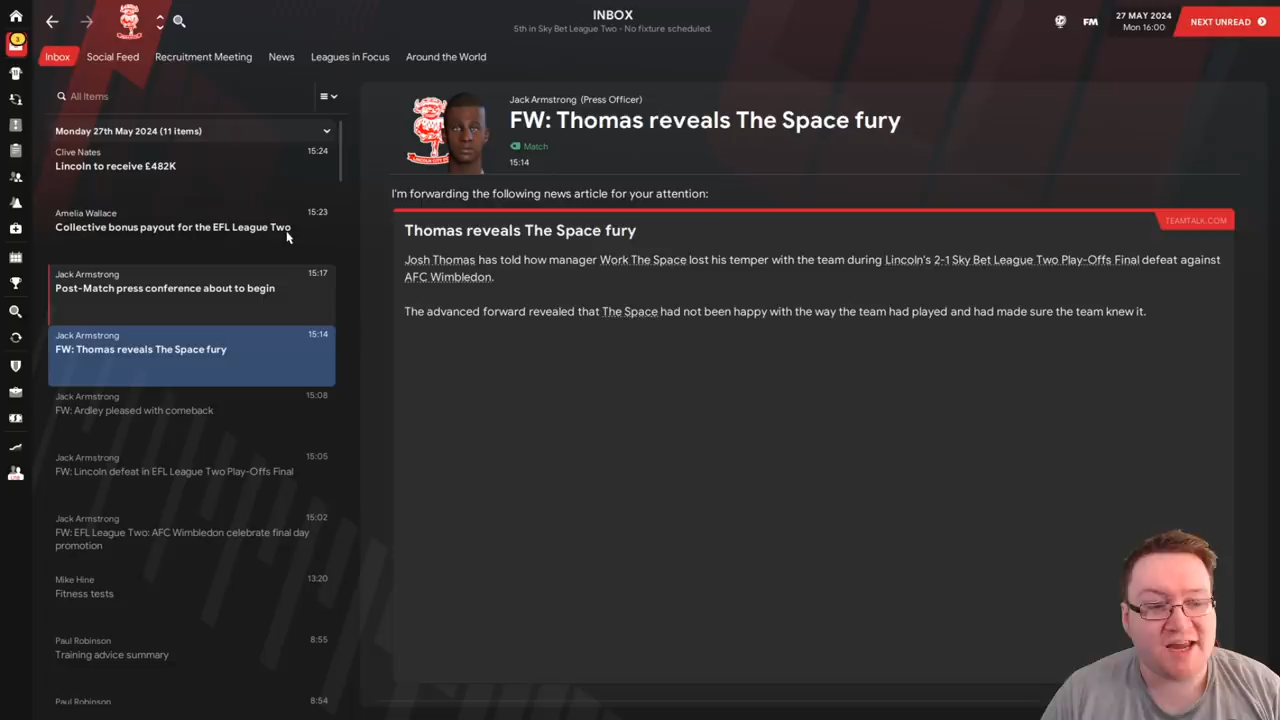 INBOX
5th in Sky Bet League Two - No fixture scheduled.
FM
27 MAY 2024
Mon 16:00
NEXT UNREAD
3
Inbox
Social Feed
Recruitment Meeting
News
Leagues in Focus
Around the World
All Items
Monday 27th May 2024 (11 items)
Clive Nates
15:24
Lincoln to receive £482K
Amelia Wallace
15:23
Collective bonus payout for the EFL League Two
Jack Armstrong
15:17
Post-Match press conference about to begin
Jack Armstrong
15:14
FW: Thomas reveals The Space fury
Jack Armstrong
15:08
FW: Ardley pleased with comeback
Jack Armstrong
15:05
FW: Lincoln defeat in EFL League Two Play-Offs Final
Jack Armstrong
15:02
FW: EFL League Two: AFC Wimbledon celebrate final day
promotion
Mike Hine
13:20
Fitness tests
Paul Robinson
8:55
Training advice summary
Paul Robinson
8:54
Jack Armstrong (Press Officer)
FW: Thomas reveals The Space fury
Match
15:14
I'm forwarding the following news article for your attention:
TEAMTALK.COM
Thomas reveals The Space fury
Josh Thomas has told how manager Work The Space lost his temper with the team during Lincoln's 2-1 Sky Bet League Two Play-Offs Final defeat against
AFC Wimbledon.
The advanced forward revealed that The Space had not been happy with the way the team had played and had made sure the team knew it.